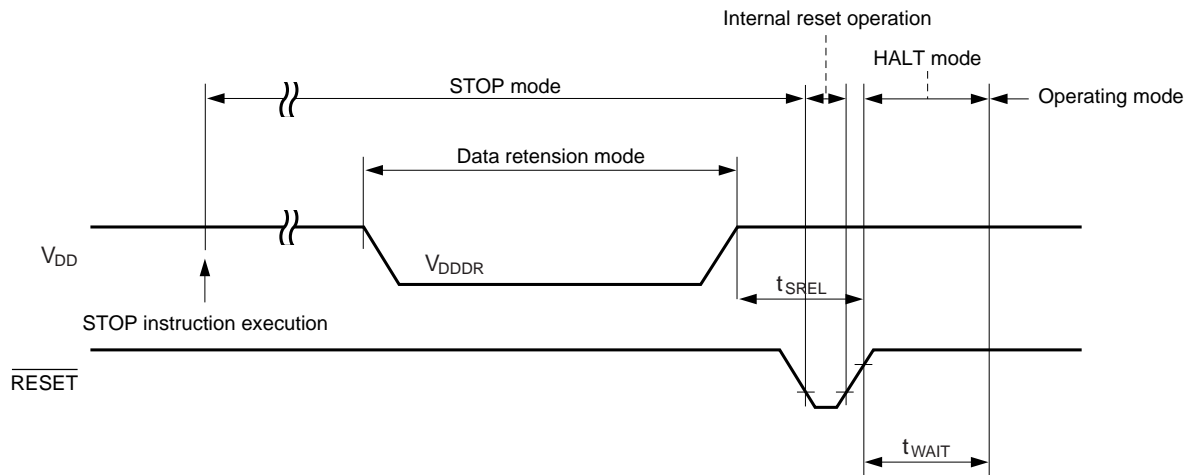 Internal reset operation
HALT mode
STOP mode
Operating mode
Data retension mode
VDD
VDDDR
tSREL
STOP instruction execution
RESET
tWAIT